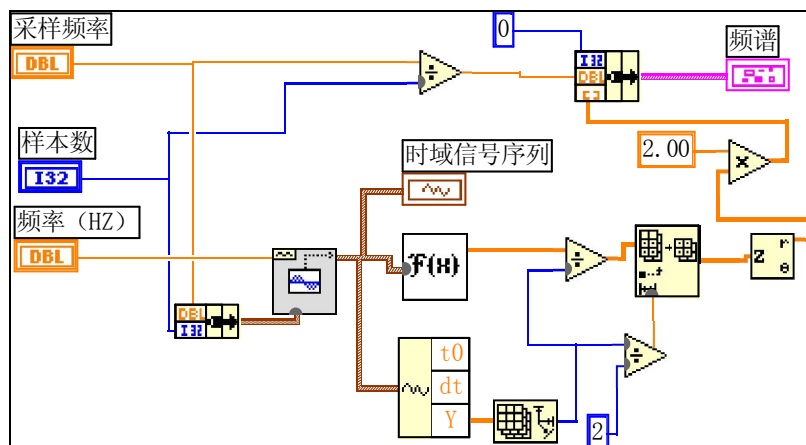 采样频率
DBL
样本数
I32
频率（HZ）
DBL
DBL
I32
÷
0
I32
DBL
[]
频谱
时域信号序列
2.00
×
F(x)
÷
z
r
θ
t0
dt
Y
÷
2